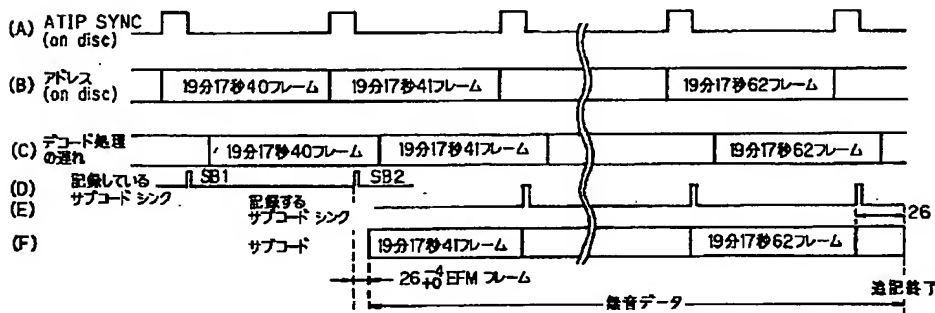 (A) ATIP SYNC
(on disc)
(B) アドレス
(on disc)
19分17秒40フレーム
19分17秒41フレーム
19分17秒62フレーム
(C) デコード処理
の遅れ
19分17秒40フレーム
19分17秒41フレーム
19分17秒62フレーム
(D) 記録している
サブコード シンク
SB1
SB2
(E) 記録する
サブコード シンク
26
(F) サブコード
19分17秒41フレーム
19分17秒62フレーム
26 −4 +0 EFM フレーム
無音データ
追記終了